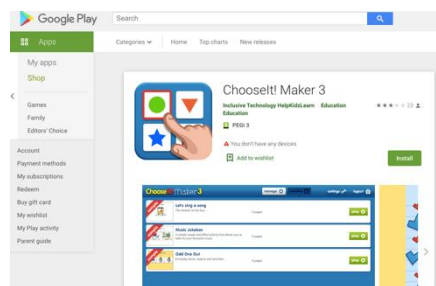 Google Play
Search
Apps
Categories
Home
Top charts
New releases
My apps
Shop
Games
Family
Editors' Choice
Account
Payment methods
My subscriptions
Redeem
Buy gift card
My wishlist
My Play activity
Parent guide
ChooseIt! Maker 3
Inclusive Technology HelpKidzLearn Education
Education
PEGI 3
You don't have any devices
Add to wishlist
Install
ChooseIt! Maker 3
Let's sing a song
Music Jukebox
Odd One Out